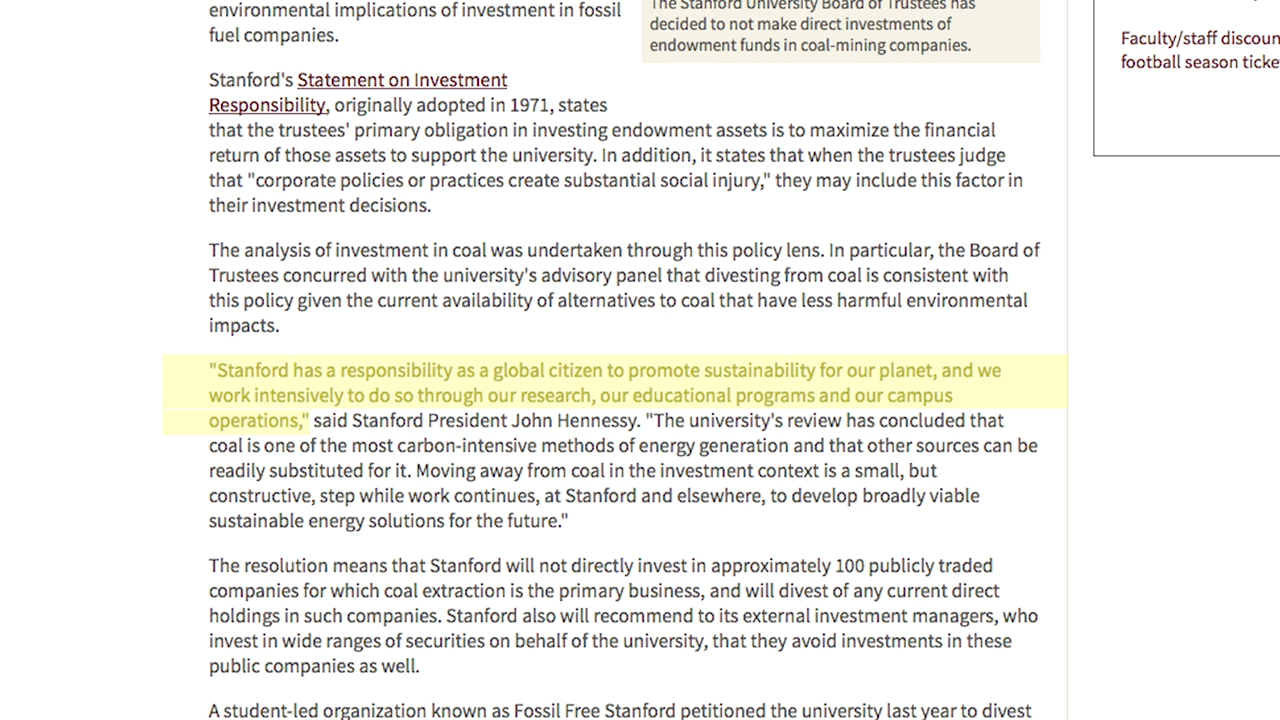 environmental implications of investment in fossil
fuel companies.
The Stanford University Board of Trustees has
decided to not make direct investments of
endowment funds in coal-mining companies.
Faculty/staff discoun
football season ticke
Stanford's Statement on Investment
Responsibility, originally adopted in 1971, states
that the trustees' primary obligation in investing endowment assets is to maximize the financial
return of those assets to support the university. In addition, it states that when the trustees judge
that "corporate policies or practices create substantial social injury," they may include this factor in
their investment decisions.
The analysis of investment in coal was undertaken through this policy lens. In particular, the Board of
Trustees concurred with the university's advisory panel that divesting from coal is consistent with
this policy given the current availability of alternatives to coal that have less harmful environmental
impacts.
"Stanford has a responsibility as a global citizen to promote sustainability for our planet, and we
work intensively to do so through our research, our educational programs and our campus
operations," said Stanford President John Hennessy. "The university's review has concluded that
coal is one of the most carbon-intensive methods of energy generation and that other sources can be
readily substituted for it. Moving away from coal in the investment context is a small, but
constructive, step while work continues, at Stanford and elsewhere, to develop broadly viable
sustainable energy solutions for the future."
The resolution means that Stanford will not directly invest in approximately 100 publicly traded
companies for which coal extraction is the primary business, and will divest of any current direct
holdings in such companies. Stanford also will recommend to its external investment managers, who
invest in wide ranges of securities on behalf of the university, that they avoid investments in these
public companies as well.
A student-led organization known as Fossil Free Stanford petitioned the university last year to divest